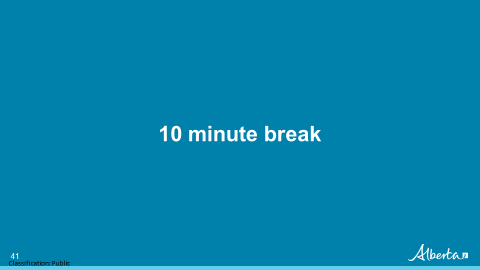 10 minute break
41
Classification: Public
Alberta